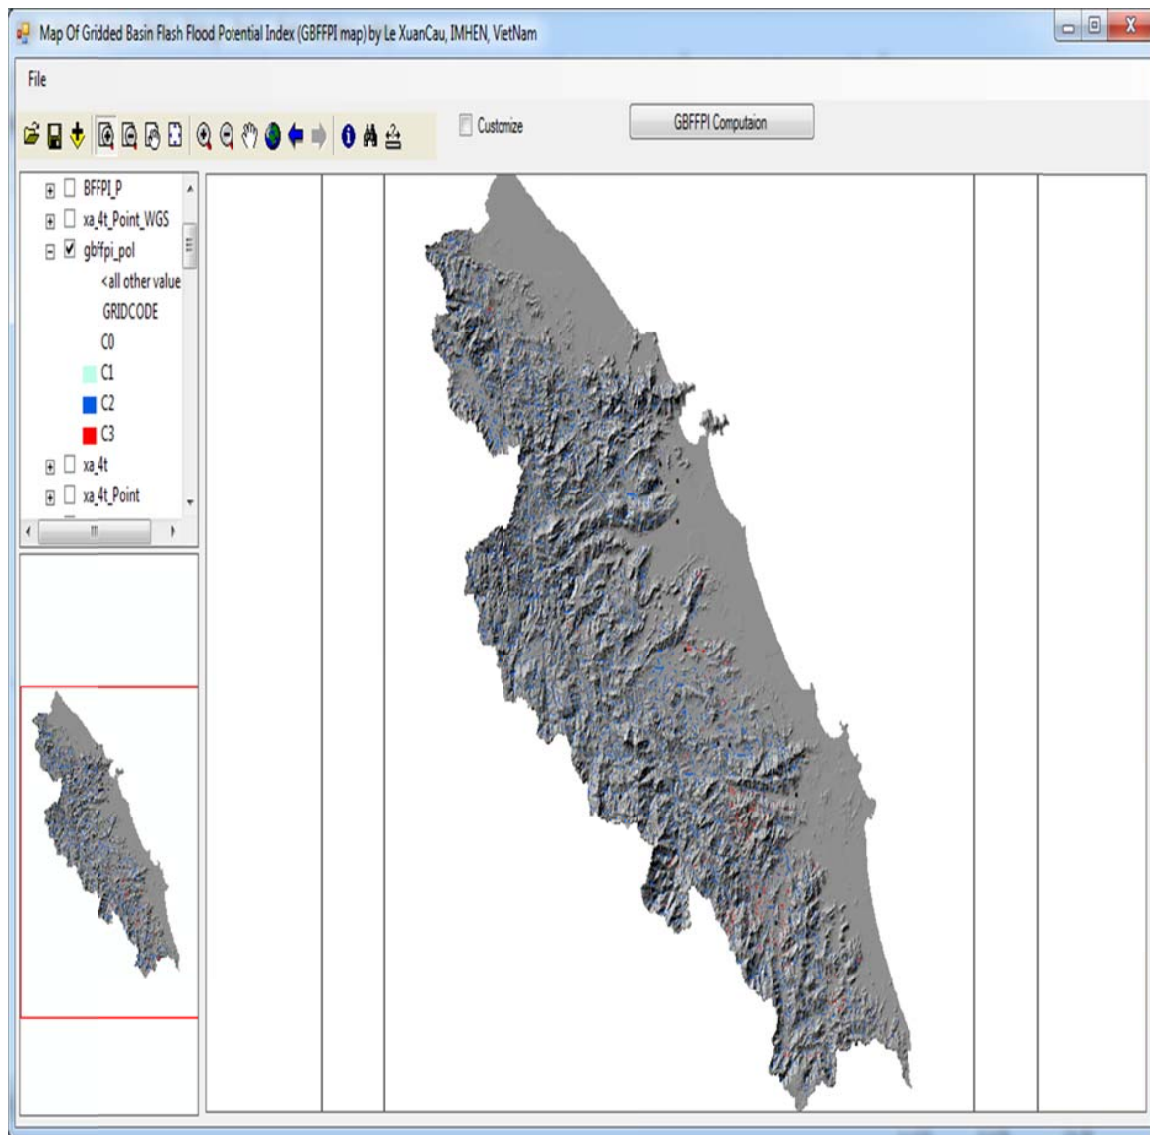 Map Of Gridded Basin Flash Flood Potential Index (GBFFPI map) by Le XuanCau, IMHEN, VietNam
File
Customize
GBFFPI Computaion
BFFPI_P
xa_4t_Point_WGS
gbffpi_pol
<all other value
GRIDCODE
C0
C1
C2
C3
xa_4t
xa_4t_Point